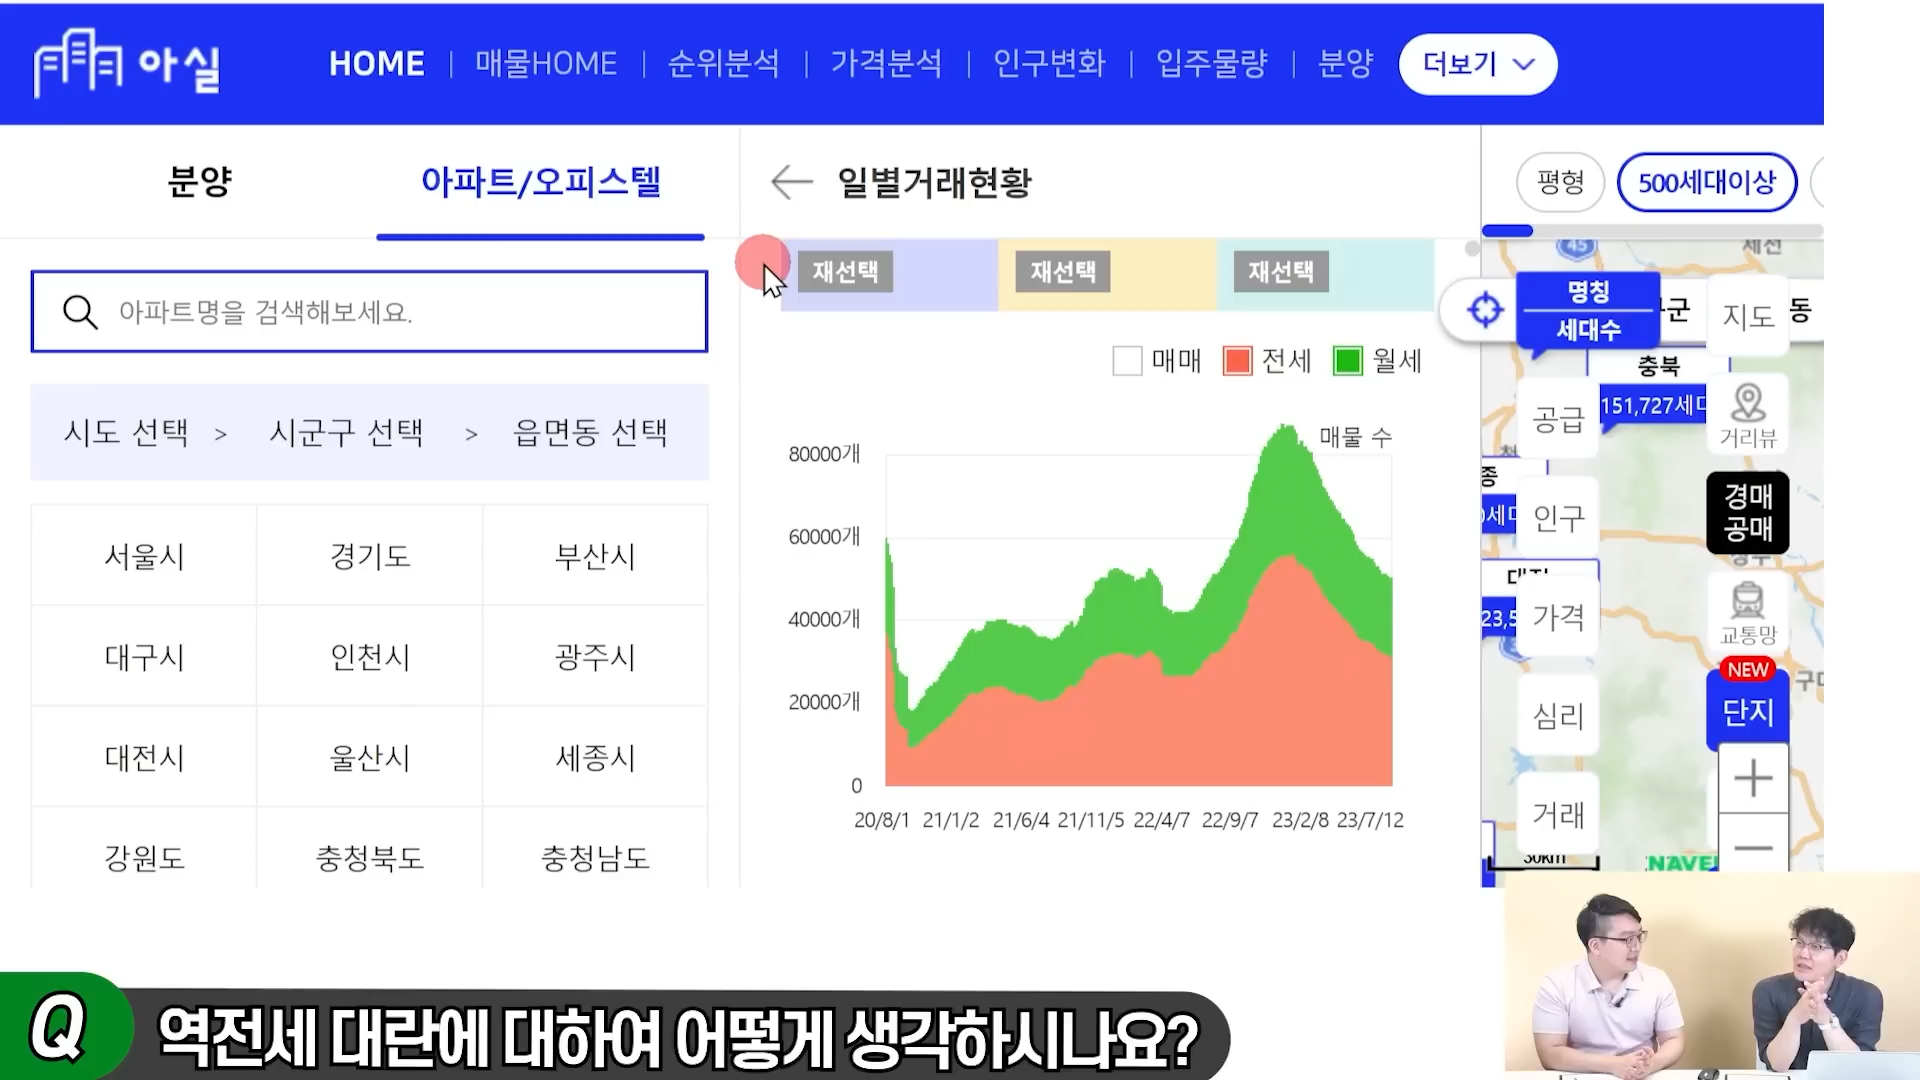 아실
HOME
매물HOME
순위분석
가격분석
인구변화
입주물량
분양
더보기
분양
아파트/오피스텔
아파트명을 검색해보세요.
시도 선택 > 시군구 선택 > 읍면동 선택
서울시 경기도 부산시
대구시 인천시 광주시
대전시 울산시 세종시
강원도 충청북도 충청남도
일별거래현황
재선택 재선택 재선택
매매 전세 월세
매물 수
80000개
60000개
40000개
20000개
0
20/8/1 21/1/2 21/6/4 21/11/5 22/4/7 22/9/7 23/2/8 23/7/12
평형
500세대이상
45
명칭
세대수
군
지도
동
충북
151,727세대
공급
거리뷰
종
인구
경매
공매
가격
교통망
NEW
단지
심리
거래
+
−
30km
NAVE
Q
역전세 대란에 대하여 어떻게 생각하시나요?